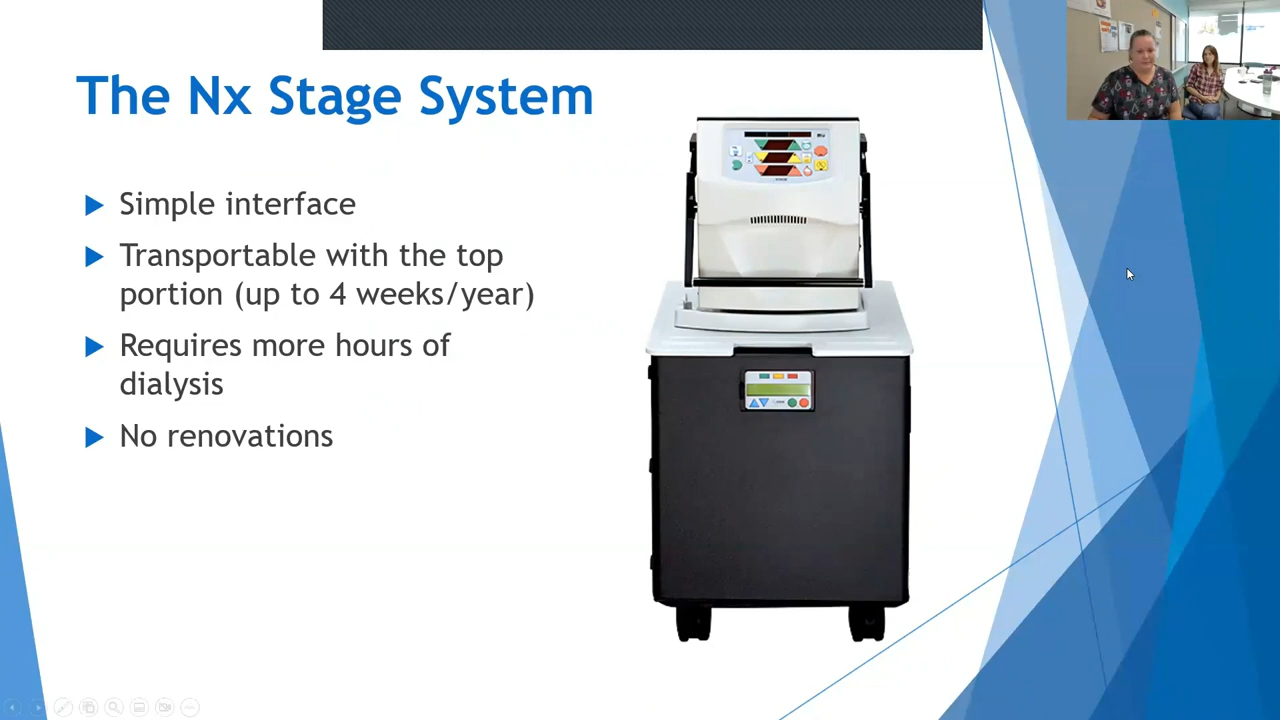 The Nx Stage System
Simple interface
Transportable with the top
portion (up to 4 weeks/year)
Requires more hours of
dialysis
No renovations